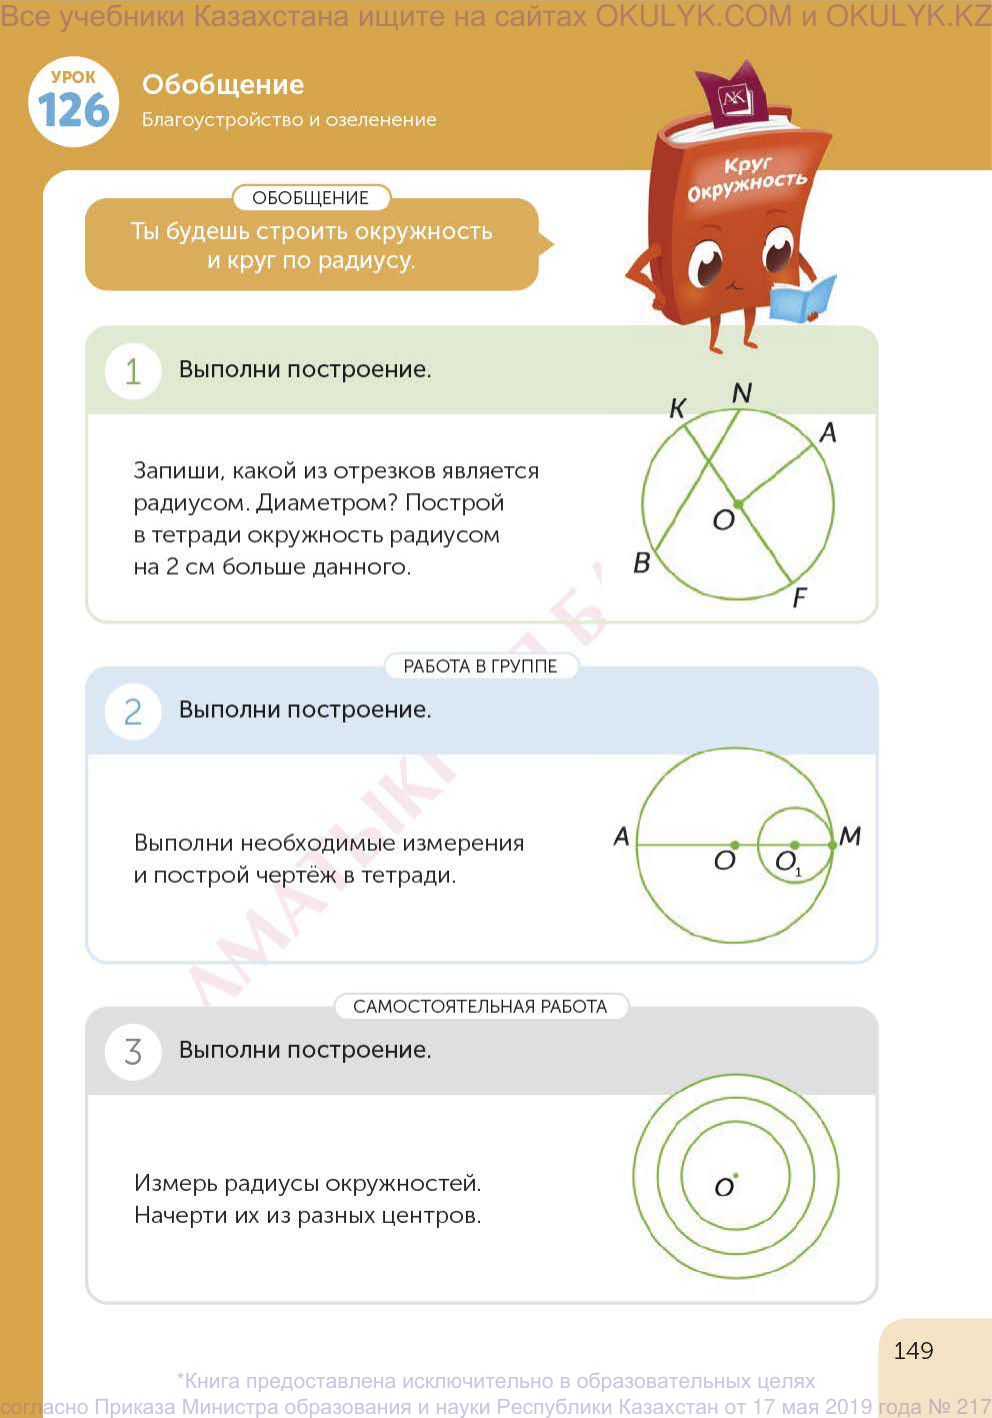 Все учебники Казахстана ищите на сайтах OKULYK.COM и OKULYK.KZ
УРОК
126
Обобщение
Благоустройство и озеленение
Круг
Окружность
ОБОБЩЕНИЕ
Ты будешь строить окружность
и круг по радиусу.
1
Выполни построение.
Запиши, какой из отрезков является
радиусом. Диаметром? Построй
в тетради окружность радиусом
на 2 см больше данного.
K
N
A
O
B
F
РАБОТА В ГРУППЕ
2
Выполни построение.
Выполни необходимые измерения
и построй чертёж в тетради.
A
O
O₁
M
САМОСТОЯТЕЛЬНАЯ РАБОТА
3
Выполни построение.
Измерь радиусы окружностей.
Начерти их из разных центров.
O
149
*Книга предоставлена исключительно в образовательных целях
согласно Приказа Министра образования и науки Республики Казахстан от 17 мая 2019 года № 217